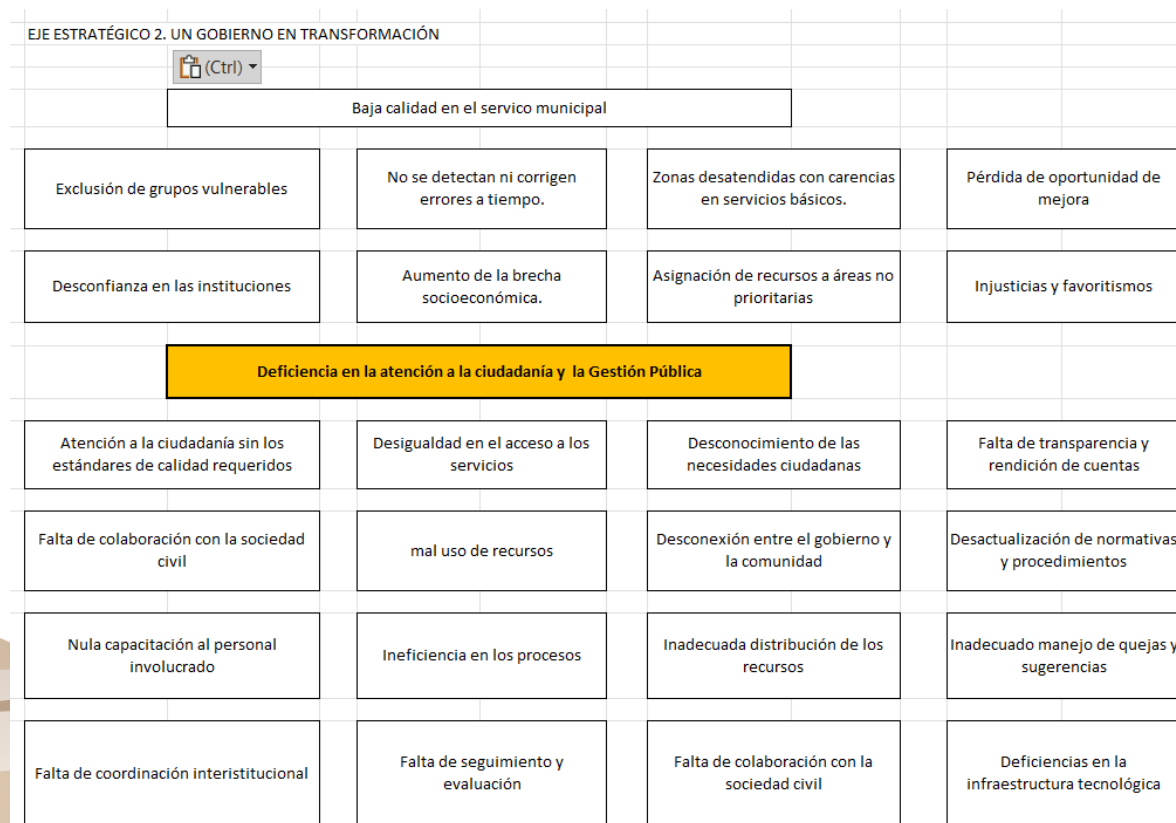 EJE ESTRATÉGICO 2. UN GOBIERNO EN TRANSFORMACIÓN
(Ctrl)
Baja calidad en el servico municipal
Exclusión de grupos vulnerables
No se detectan ni corrigen
errores a tiempo.
Zonas desatendidas con carencias
en servicios básicos.
Pérdida de oportunidad de
mejora
Desconfianza en las instituciones
Aumento de la brecha
socioeconómica.
Asignación de recursos a áreas no
prioritarias
Injusticias y favoritismos
Deficiencia en la atención a la ciudadanía y la Gestión Pública
Atención a la ciudadanía sin los
estándares de calidad requeridos
Desigualdad en el acceso a los
servicios
Desconocimiento de las
necesidades ciudadanas
Falta de transparencia y
rendición de cuentas
Falta de colaboración con la sociedad
civil
mal uso de recursos
Desconexión entre el gobierno y
la comunidad
Desactualización de normativas
y procedimientos
Nula capacitación al personal
involucrado
Ineficiencia en los procesos
Inadecuada distribución de los
recursos
Inadecuado manejo de quejas y
sugerencias
Falta de coordinación interistitucional
Falta de seguimiento y
evaluación
Falta de colaboración con la
sociedad civil
Deficiencias en la
infraestructura tecnológica